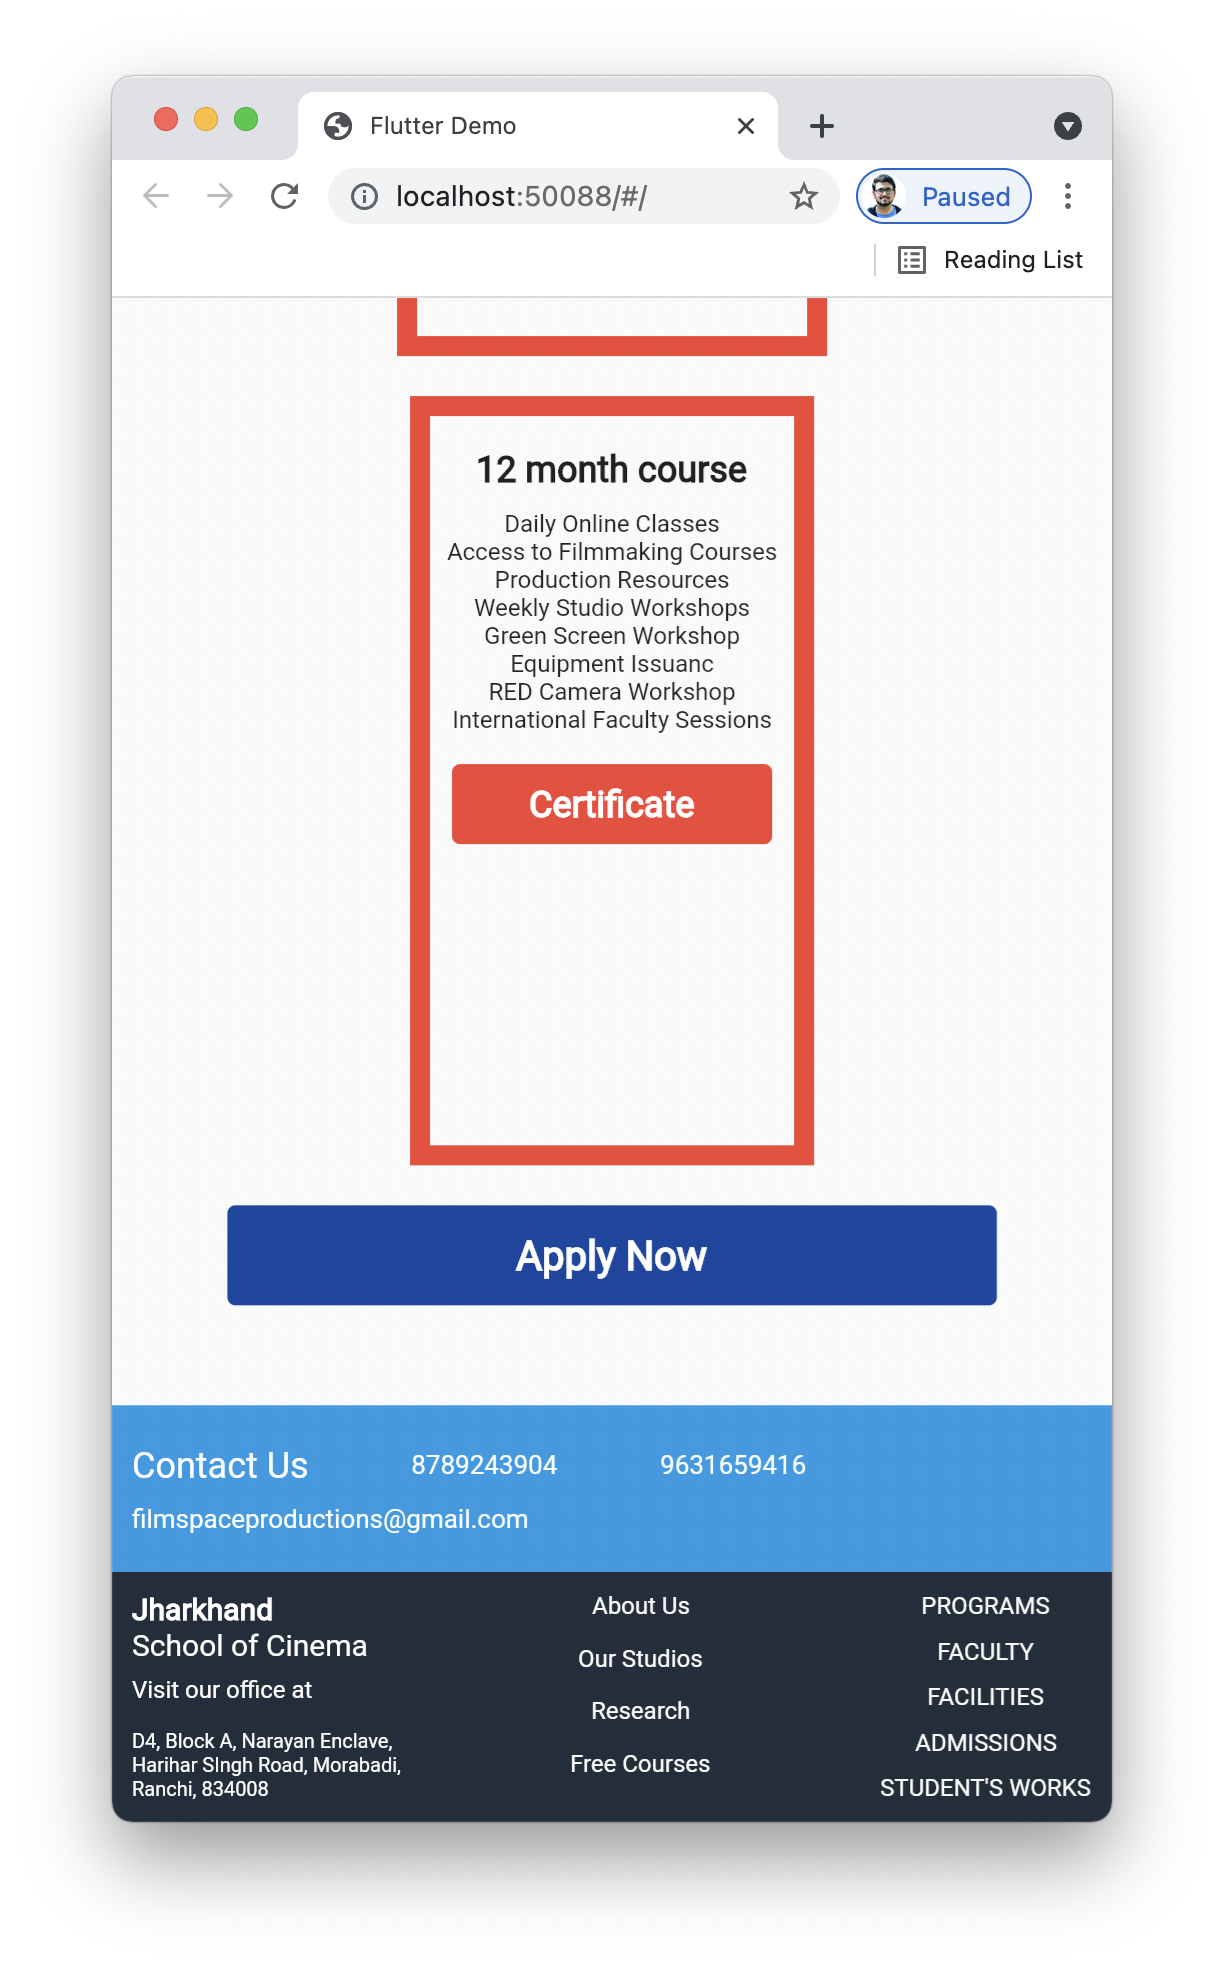 Flutter Demo
localhost:50088/#/
Paused
Reading List
12 month course
Daily Online Classes
Access to Filmmaking Courses
Production Resources
Weekly Studio Workshops
Green Screen Workshop
Equipment Issuanc
RED Camera Workshop
International Faculty Sessions
Certificate
Apply Now
Contact Us 8789243904 9631659416
filmspaceproductions@gmail.com
Jharkhand
School of Cinema
Visit our office at
D4, Block A, Narayan Enclave,
Harihar SIngh Road, Morabadi,
Ranchi, 834008
About Us
Our Studios
Research
Free Courses
PROGRAMS
FACULTY
FACILITIES
ADMISSIONS
STUDENT'S WORKS